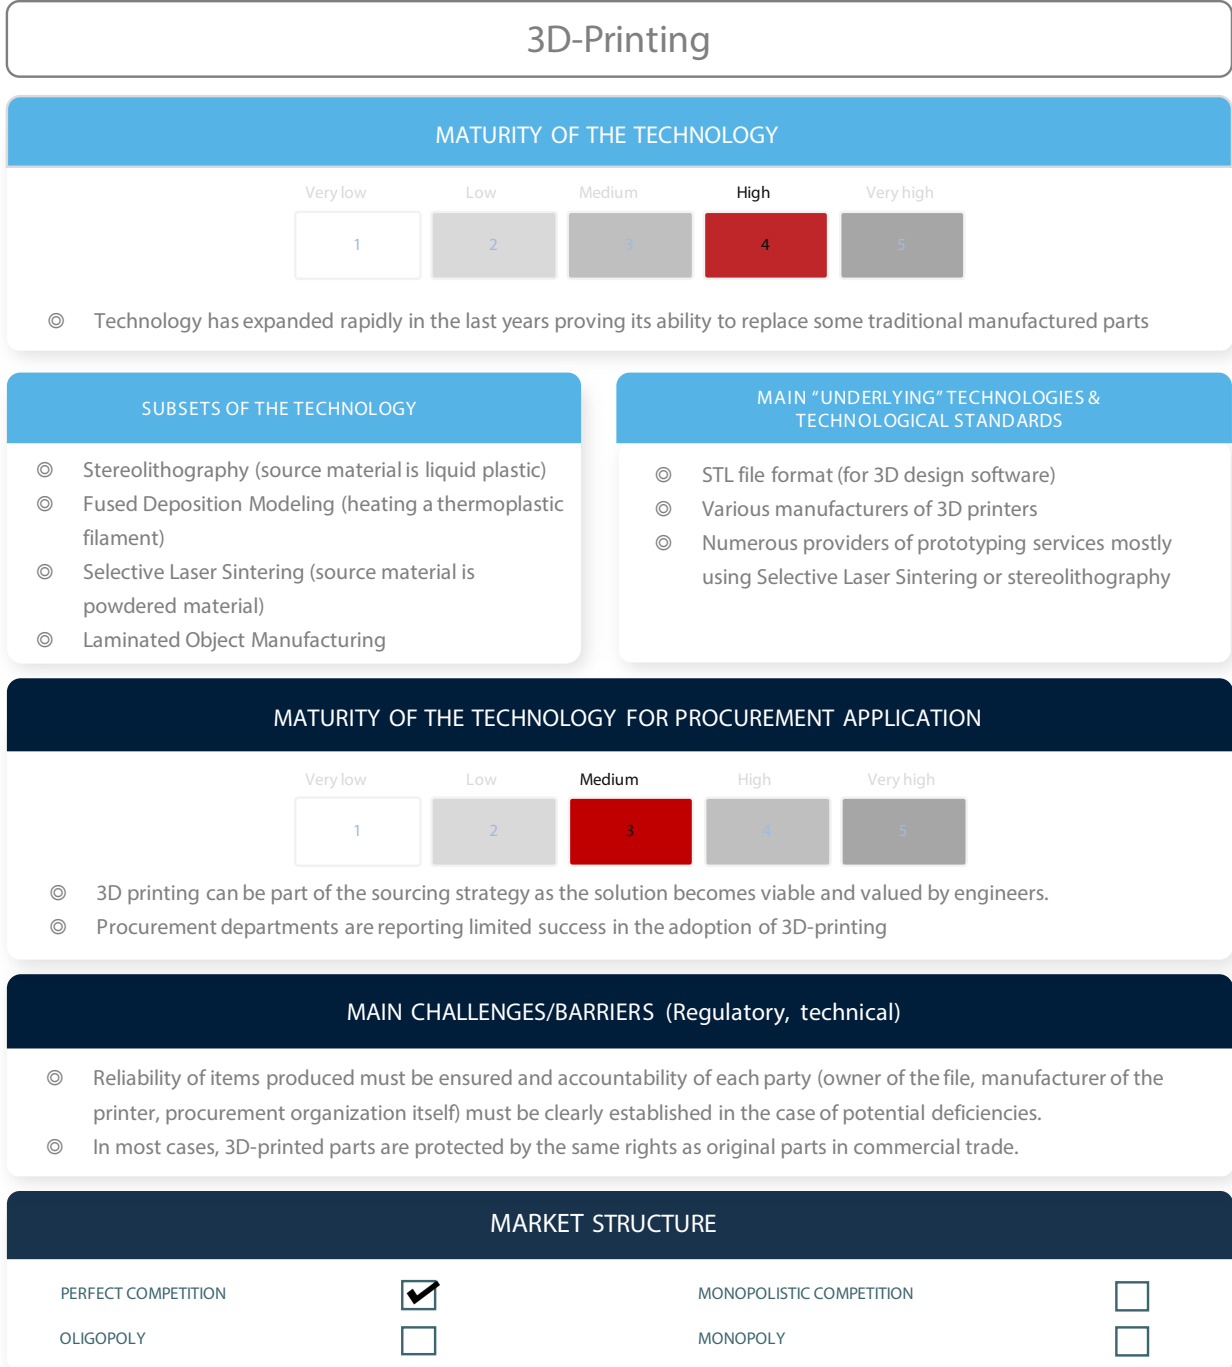 3D-Printing
MATURITY OF THE TECHNOLOGY
Very low Low Medium High Very high
1 2 3 4 5
Technology has expanded rapidly in the last years proving its ability to replace some traditional manufactured parts
SUBSETS OF THE TECHNOLOGY
Stereolithography (source material is liquid plastic)
Fused Deposition Modeling (heating a thermoplastic
filament)
Selective Laser Sintering (source material is
powdered material)
Laminated Object Manufacturing
MAIN “UNDERLYING” TECHNOLOGIES &
TECHNOLOGICAL STANDARDS
STL file format (for 3D design software)
Various manufacturers of 3D printers
Numerous providers of prototyping services mostly
using Selective Laser Sintering or stereolithography
MATURITY OF THE TECHNOLOGY FOR PROCUREMENT APPLICATION
Very low Low Medium High Very high
1 2 3 4 5
3D printing can be part of the sourcing strategy as the solution becomes viable and valued by engineers.
Procurement departments are reporting limited success in the adoption of 3D-printing
MAIN CHALLENGES/BARRIERS (Regulatory, technical)
Reliability of items produced must be ensured and accountability of each party (owner of the file, manufacturer of the
printer, procurement organization itself) must be clearly established in the case of potential deficiencies.
In most cases, 3D-printed parts are protected by the same rights as original parts in commercial trade.
MARKET STRUCTURE
PERFECT COMPETITION MONOPOLISTIC COMPETITION
OLIGOPOLY MONOPOLY